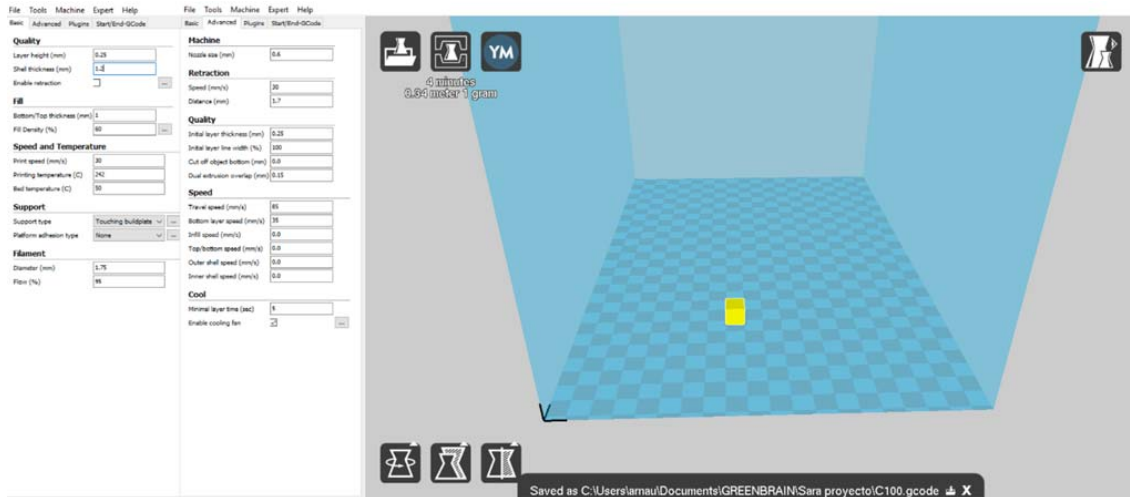 File Tools Machine Expert Help
Basic Advanced Plugins Start/End-GCode
Quality
Layer height (mm) 0.25
Shell thickness (mm) 1.2
Enable retraction ...
Fill
Bottom/Top thickness (mm) 1
Fill Density (%) 60 ...
Speed and Temperature
Print speed (mm/s) 30
Printing temperature (C) 242
Bed temperature (C) 50
Support
Support type Touching buildplate ...
Platform adhesion type None ...
Filament
Diameter (mm) 1.75
Flow (%) 95
File Tools Machine Expert Help
Basic Advanced Plugins Start/End-GCode
Machine
Nozzle size (mm) 0.6
Retraction
Speed (mm/s) 30
Distance (mm) 1.7
Quality
Initial layer thickness (mm) 0.25
Initial layer line width (%) 100
Cut off object bottom (mm) 0.0
Dual extrusion overlap (mm) 0.15
Speed
Travel speed (mm/s) 85
Bottom layer speed (mm/s) 35
Infill speed (mm/s) 0.0
Top/bottom speed (mm/s) 0.0
Outer shell speed (mm/s) 0.0
Inner shell speed (mm/s) 0.0
Cool
Minimal layer time (sec) 5
Enable cooling fan ...
YM
4 minutes
0.34 meter 1 gram
Saved as C:\Users\amau\Documents\GREENBRAIN\Sara proyecto\C100.gcode X